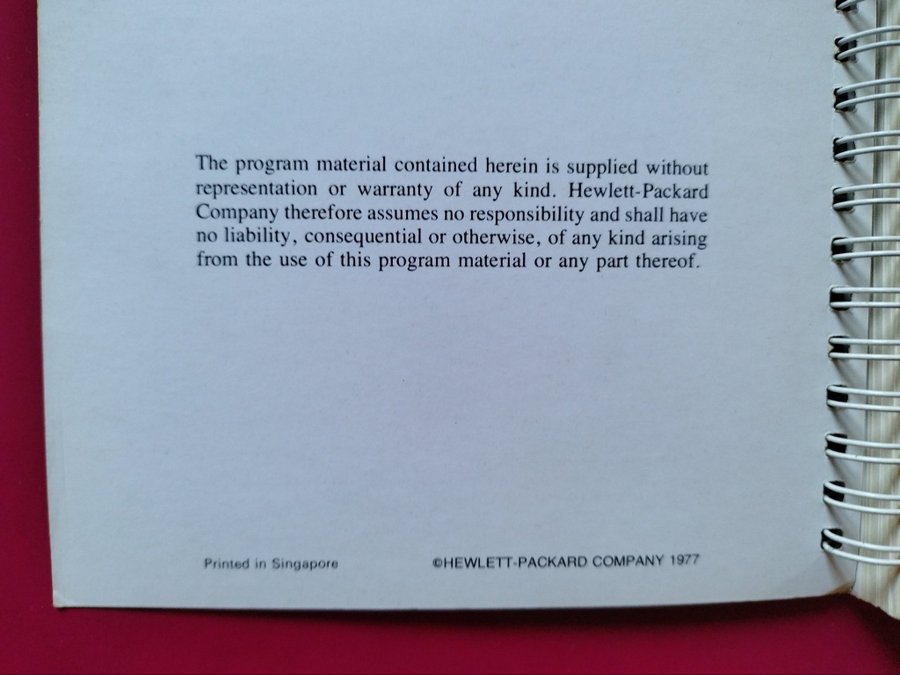 The program material contained herein is supplied without
representation or warranty of any kind. Hewlett-Packard
Company therefore assumes no responsibility and shall have
no liability, consequential or otherwise, of any kind arising
from the use of this program material or any part thereof.
Printed in Singapore
©HEWLETT-PACKARD COMPANY 1977